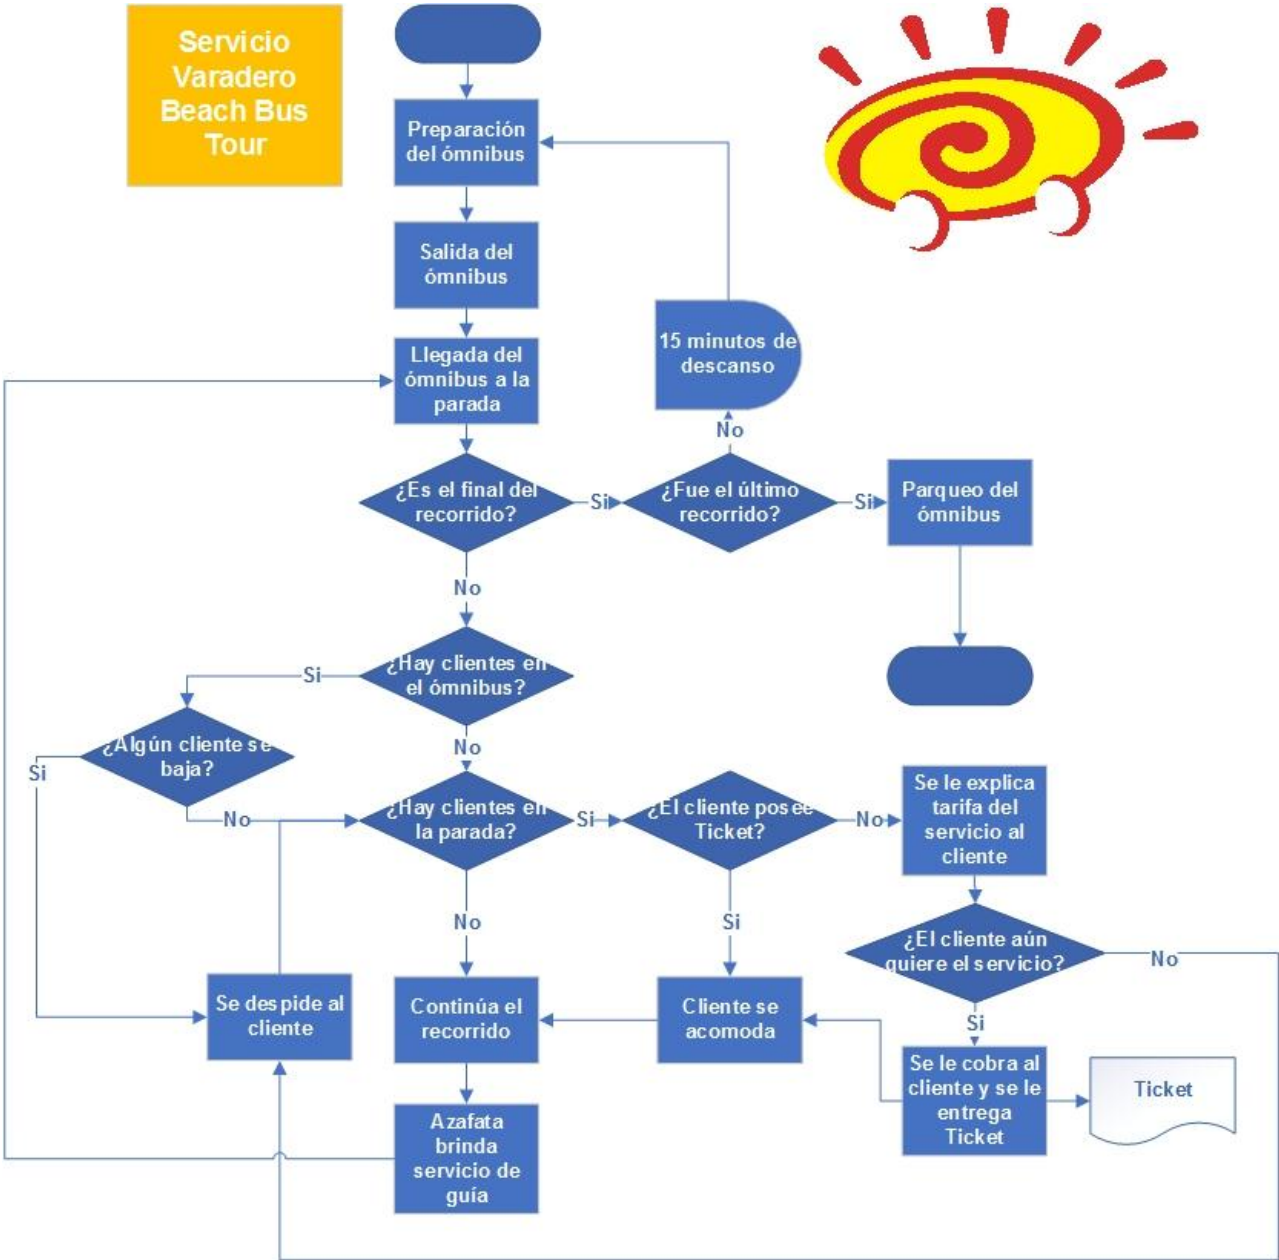 Servicio
Varadero
Beach Bus
Tour
Preparación
del ómnibus
Salida del
ómnibus
Llegada del
ómnibus a la
parada
15 minutos de
descanso
No
¿Es el final del
recorrido?
Si
¿Fue el último
recorrido?
Si
Parqueo del
ómnibus
No
¿Hay clientes en
el ómnibus?
Si
¿Algún cliente se
baja?
Si
No
No
¿Hay clientes en
la parada?
Si
¿El cliente posee
Ticket?
No
Se le explica
tarifa del
servicio al
cliente
No
Si
¿El cliente aún
quiere el servicio?
No
Se despide al
cliente
Continúa el
recorrido
Cliente se
acomoda
Si
Se le cobra al
cliente y se le
entrega
Ticket
Ticket
Azafata
brinda
servicio de
guía